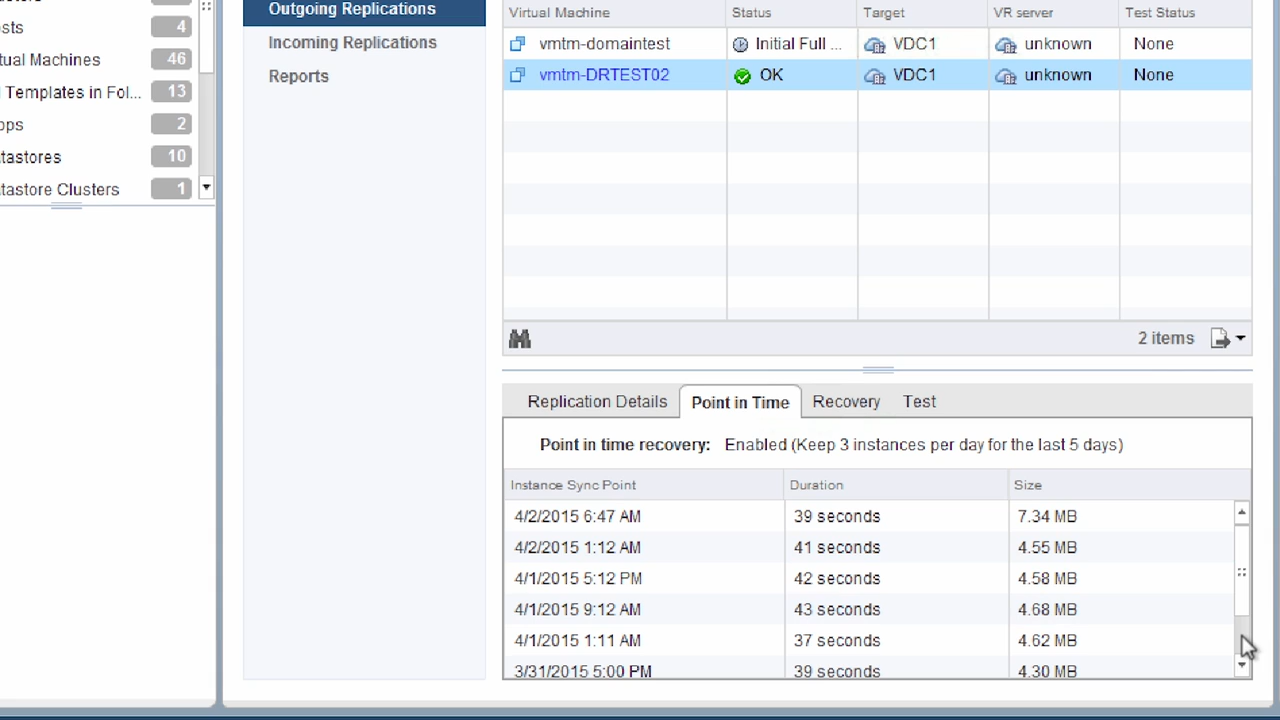 sts 4
tual Machines 46
Templates in Fol... 13
pps 2
tastores 10
tastore Clusters 1
Outgoing Replications
Incoming Replications
Reports
Virtual Machine Status Target VR server Test Status
vmtm-domaintest Initial Full ... VDC1 unknown None
vmtm-DRTEST02 OK VDC1 unknown None
2 items
Replication Details Point in Time Recovery Test
Point in time recovery: Enabled (Keep 3 instances per day for the last 5 days)
Instance Sync Point Duration Size
4/2/2015 6:47 AM 39 seconds 7.34 MB
4/2/2015 1:12 AM 41 seconds 4.55 MB
4/1/2015 5:12 PM 42 seconds 4.58 MB
4/1/2015 9:12 AM 43 seconds 4.68 MB
4/1/2015 1:11 AM 37 seconds 4.62 MB
3/31/2015 5:00 PM 39 seconds 4.30 MB